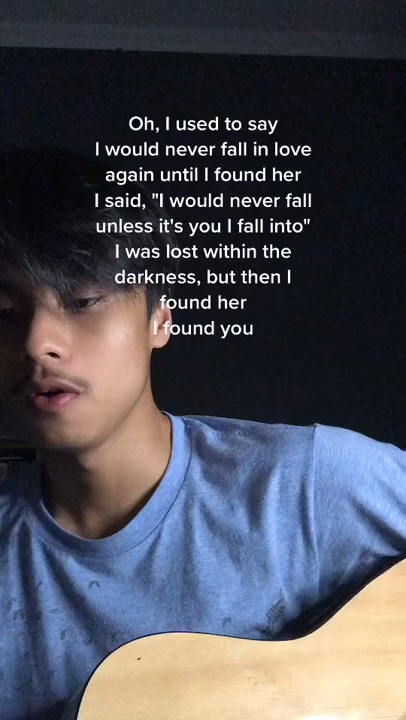 Oh, I used to say
I would never fall in love
again until I found her
I said, "I would never fall
unless it's you I fall into"
I was lost within the
darkness, but then I
found her
I found you